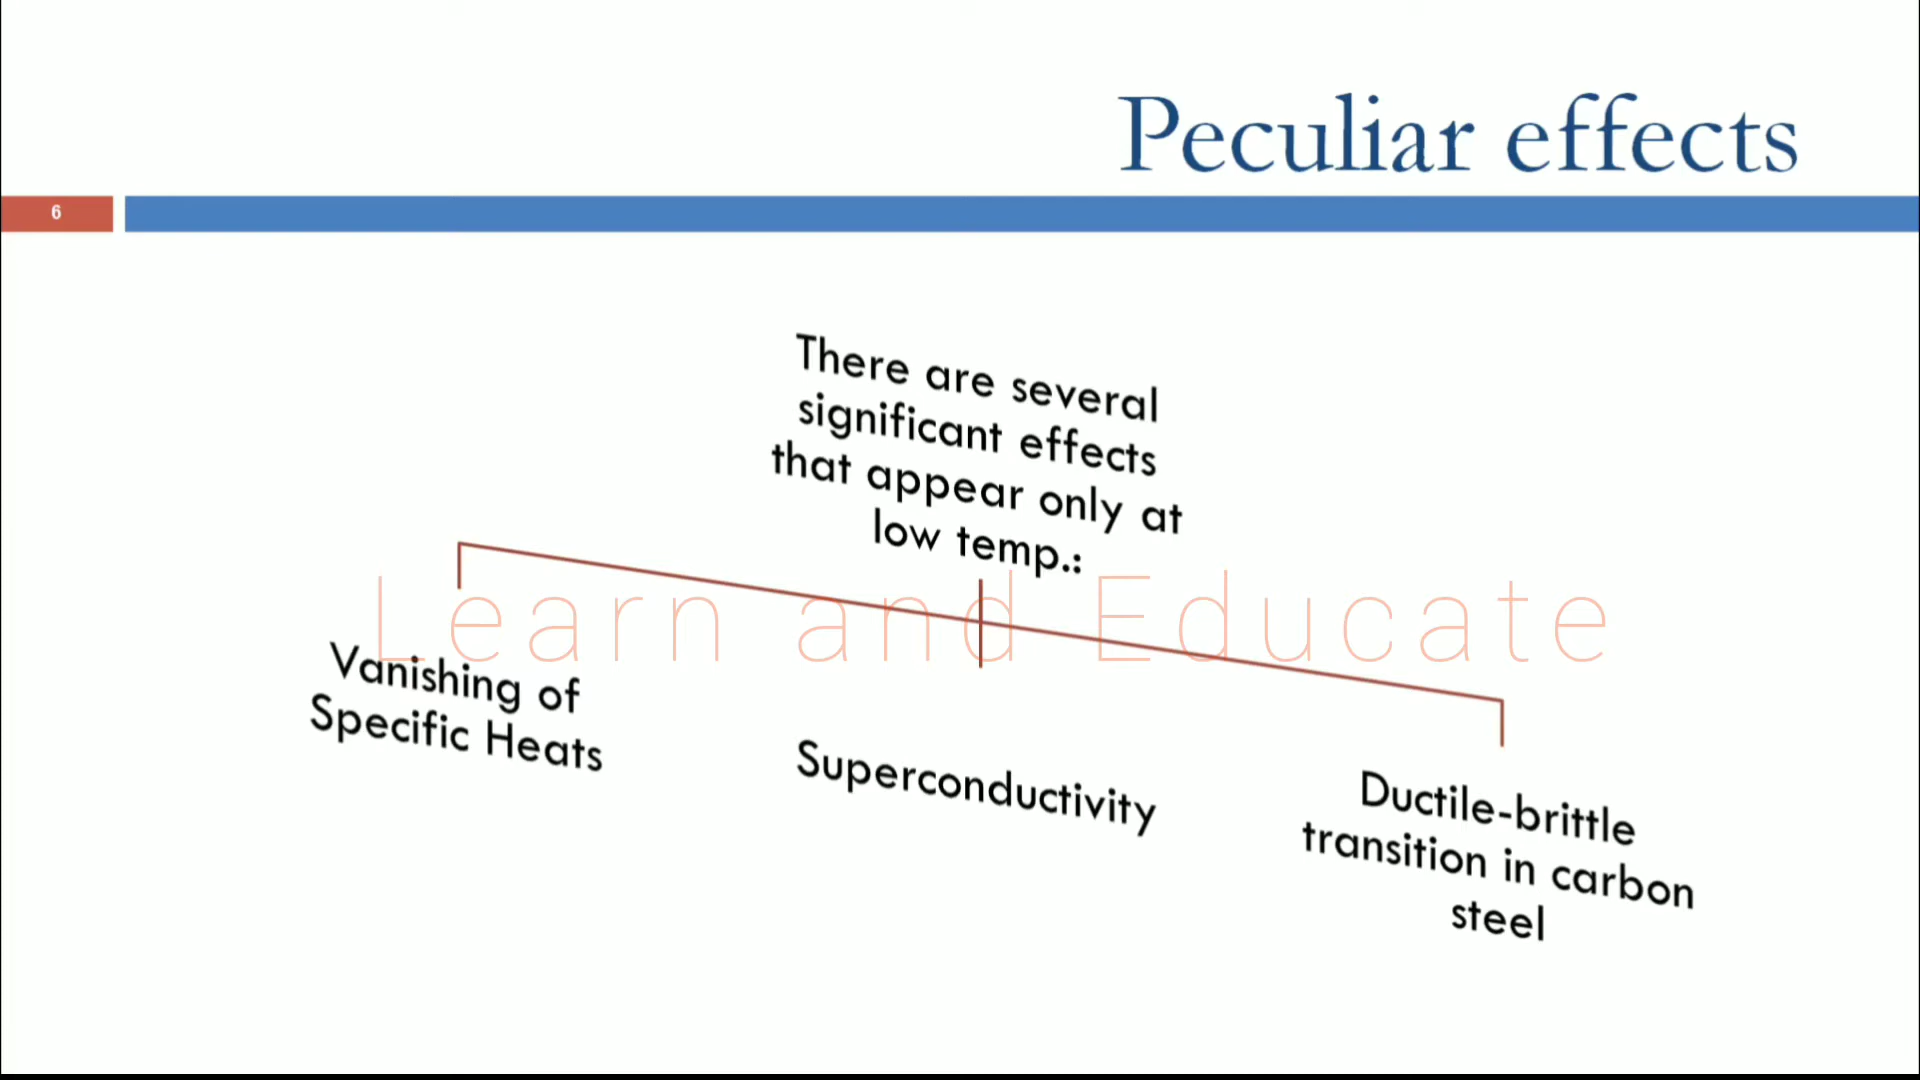 Peculiar effects
6
There are several
significant effects
that appear only at
low temp.:
Learn and Educate
Vanishing of
Specific Heats
Superconductivity
Ductile-brittle
transition in carbon
steel